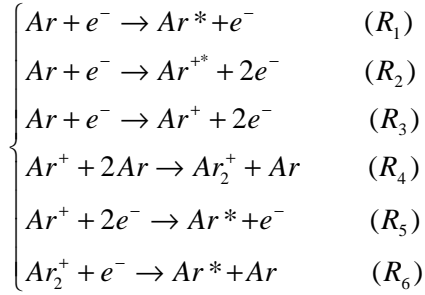 Ar + e⁻ → Ar * +e⁻ (R₁)
Ar + e⁻ → Ar⁺* + 2e⁻ (R₂)
Ar + e⁻ → Ar⁺ + 2e⁻ (R₃)
Ar⁺ + 2Ar → Ar₂⁺ + Ar (R₄)
Ar⁺ + 2e⁻ → Ar * +e⁻ (R₅)
Ar₂⁺ + e⁻ → Ar * +Ar (R₆)